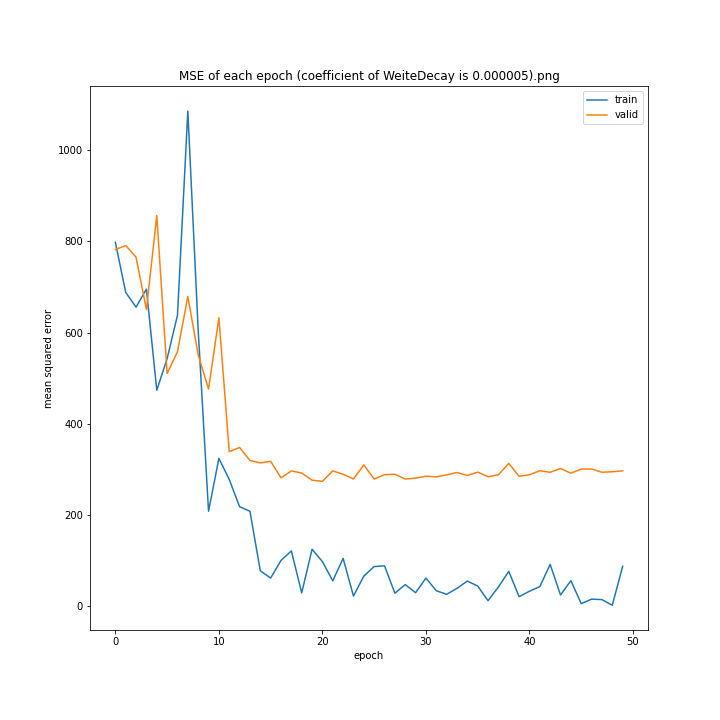 MSE of each epoch (coefficient of WeiteDecay is 0.000005).png
train
valid
1000
800
600
400
200
0
mean squared error
0 10 20 30 40 50
epoch